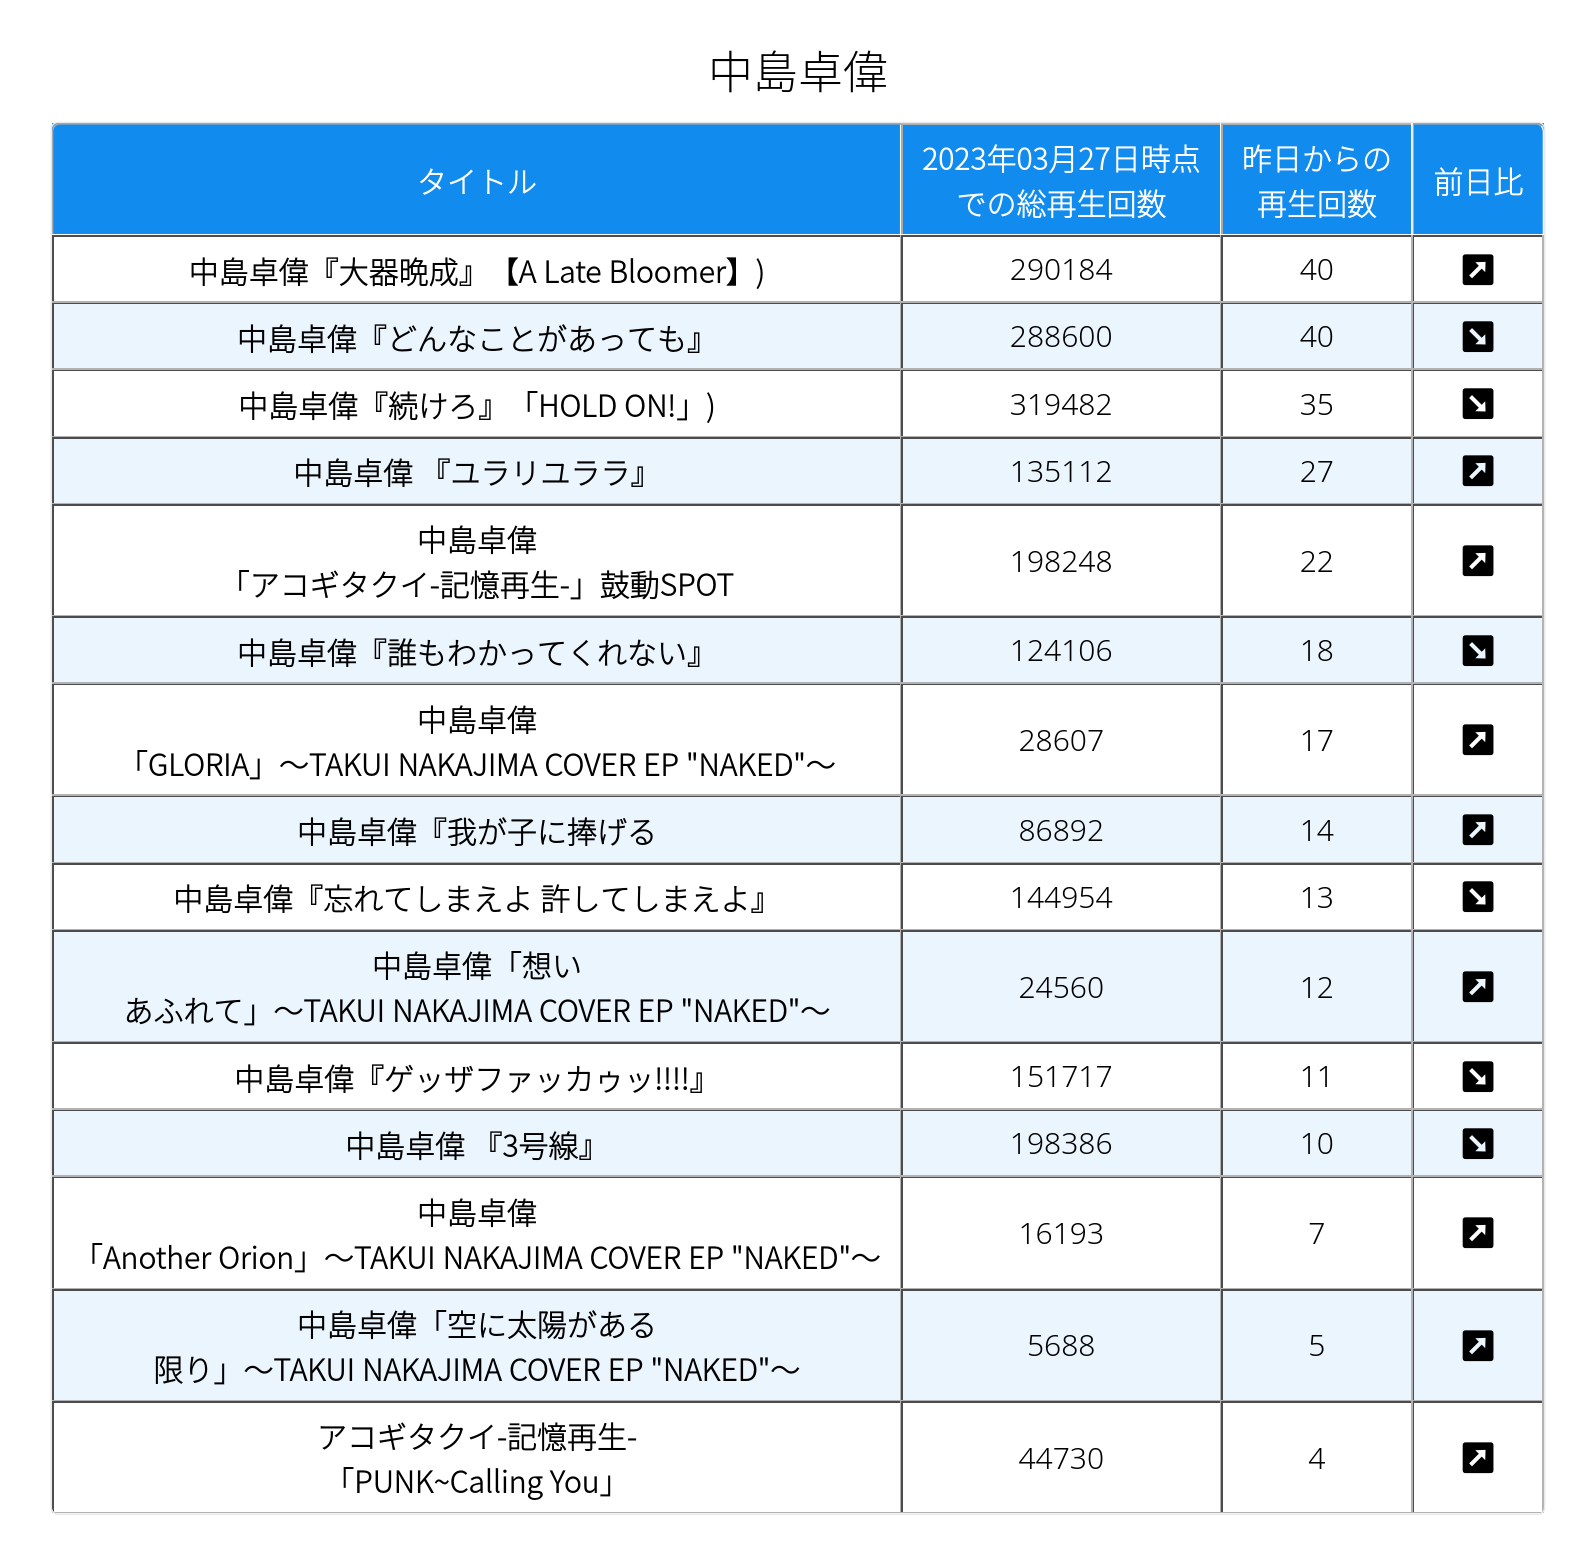 中島卓偉
タイトル
2023年03月27日時点
での総再生回数
昨日からの
再生回数
前日比
中島卓偉『大器晩成』【A Late Bloomer】) 290184 40
中島卓偉『どんなことがあっても』 288600 40
中島卓偉『続けろ』「HOLD ON!」) 319482 35
中島卓偉 『ユラリユララ』 135112 27
中島卓偉
「アコギタクイ-記憶再生-」鼓動SPOT 198248 22
中島卓偉『誰もわかってくれない』 124106 18
中島卓偉
「GLORIA」〜TAKUI NAKAJIMA COVER EP "NAKED"〜 28607 17
中島卓偉『我が子に捧げる 86892 14
中島卓偉『忘れてしまえよ 許してしまえよ』 144954 13
中島卓偉「想い
あふれて」〜TAKUI NAKAJIMA COVER EP "NAKED"〜 24560 12
中島卓偉『ゲッザファッカゥッ!!!!』 151717 11
中島卓偉 『3号線』 198386 10
中島卓偉
「Another Orion」〜TAKUI NAKAJIMA COVER EP "NAKED"〜 16193 7
中島卓偉「空に太陽がある
限り」〜TAKUI NAKAJIMA COVER EP "NAKED"〜 5688 5
アコギタクイ-記憶再生-
「PUNK~Calling You」 44730 4